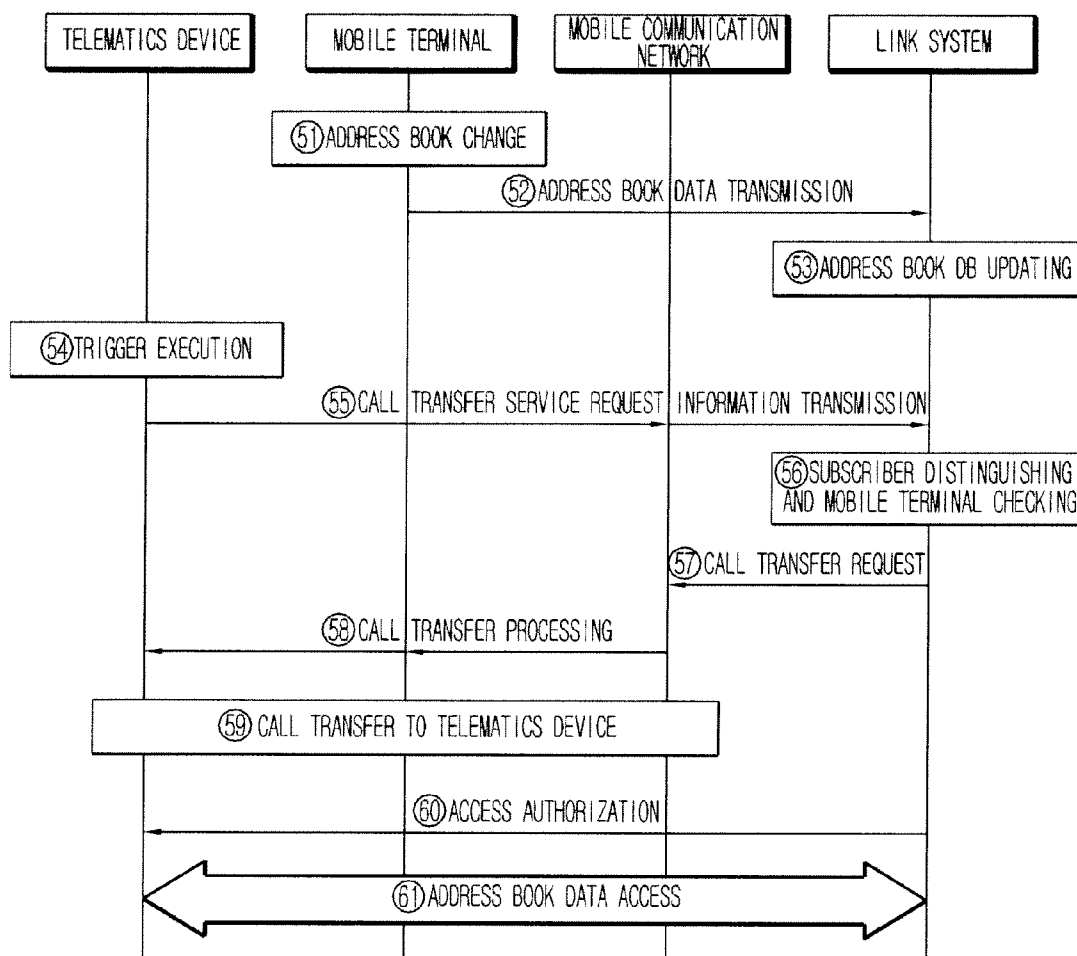 TELEMATICS DEVICE
MOBILE TERMINAL
MOBILE COMMUNICATION
NETWORK
LINK SYSTEM
51 ADDRESS BOOK CHANGE
52 ADDRESS BOOK DATA TRANSMISSION
53 ADDRESS BOOK DB UPDATING
54 TRIGGER EXECUTION
55 CALL TRANSFER SERVICE REQUEST INFORMATION TRANSMISSION
56 SUBSCRIBER DISTINGUISHING
AND MOBILE TERMINAL CHECKING
57 CALL TRANSFER REQUEST
58 CALL TRANSFER PROCESSING
59 CALL TRANSFER TO TELEMATICS DEVICE
60 ACCESS AUTHORIZATION
61 ADDRESS BOOK DATA ACCESS